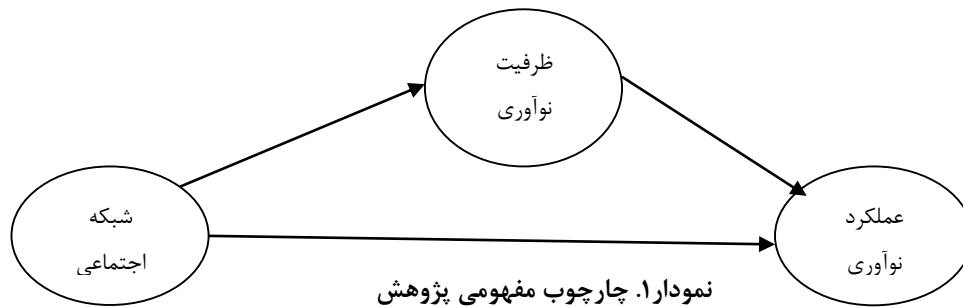 ظرفیت
نوآوری
شبکه
اجتماعی
عملکرد
نوآوری
نمودار۱. چارچوب مفهومی پژوهش